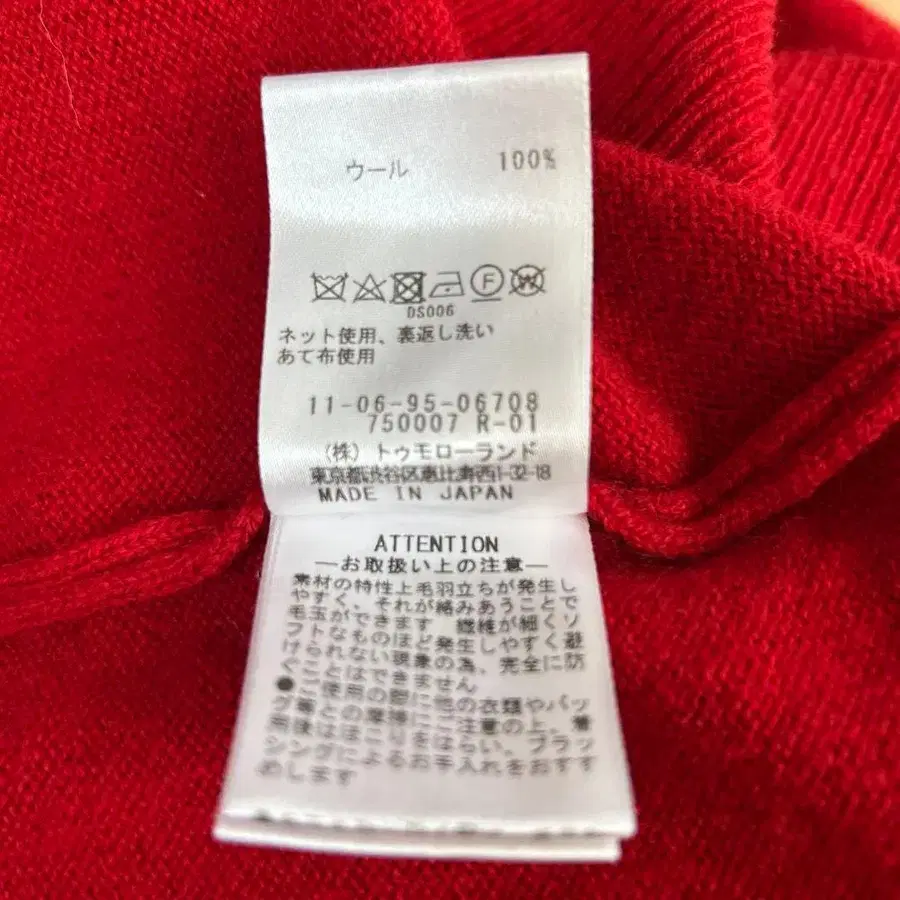 ウール 100%
F W
DS006
ネット使用、裏返し洗い
あて布使用
11-06-95-06708
750007 R-01
(株) トゥモローランド
東京都渋谷区恵比寿西1-32-18
MADE IN JAPAN
ATTENTION
―お取扱い上の注意―
素材の特性上毛羽立ちが発生し
やすく、それが絡みあうことで
毛玉ができます 繊維が細くソ
フトなものほど発生しやすく避
けられない現象の為、完全に防
ぐことはできません
●ご使用の際に他の衣類やバッ
グ等との摩擦にご注意の上、着
用後はほこりをはらい、ブラッ
シングによるお手入れをおすす
めします